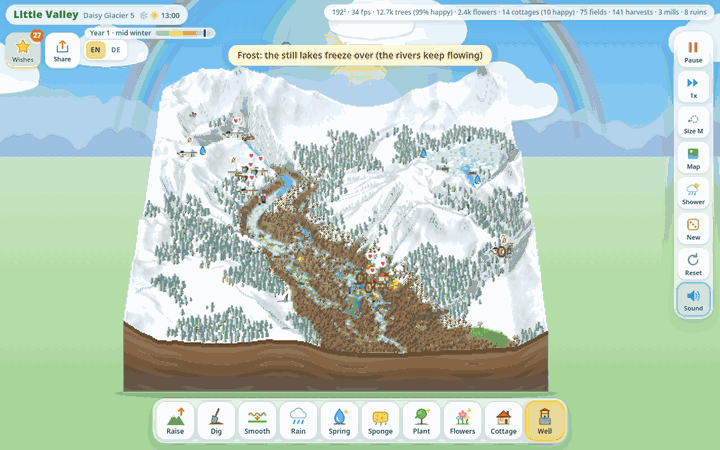 Little Valley Daisy Glacier 5 13:00
192² · 34 fps · 12.7k trees (99% happy) · 2.4k flowers · 14 cottages (10 happy) · 75 fields · 141 harvests · 3 mills · 8 ruins
Year 1 · mid winter
27
Wishes
Share
EN DE
Frost: the still lakes freeze over (the rivers keep flowing)
Pause
1x
Size M
Map
Shower
New
Reset
Sound
Raise Dig Smooth Rain Spring Sponge Plant Flowers Cottage Well